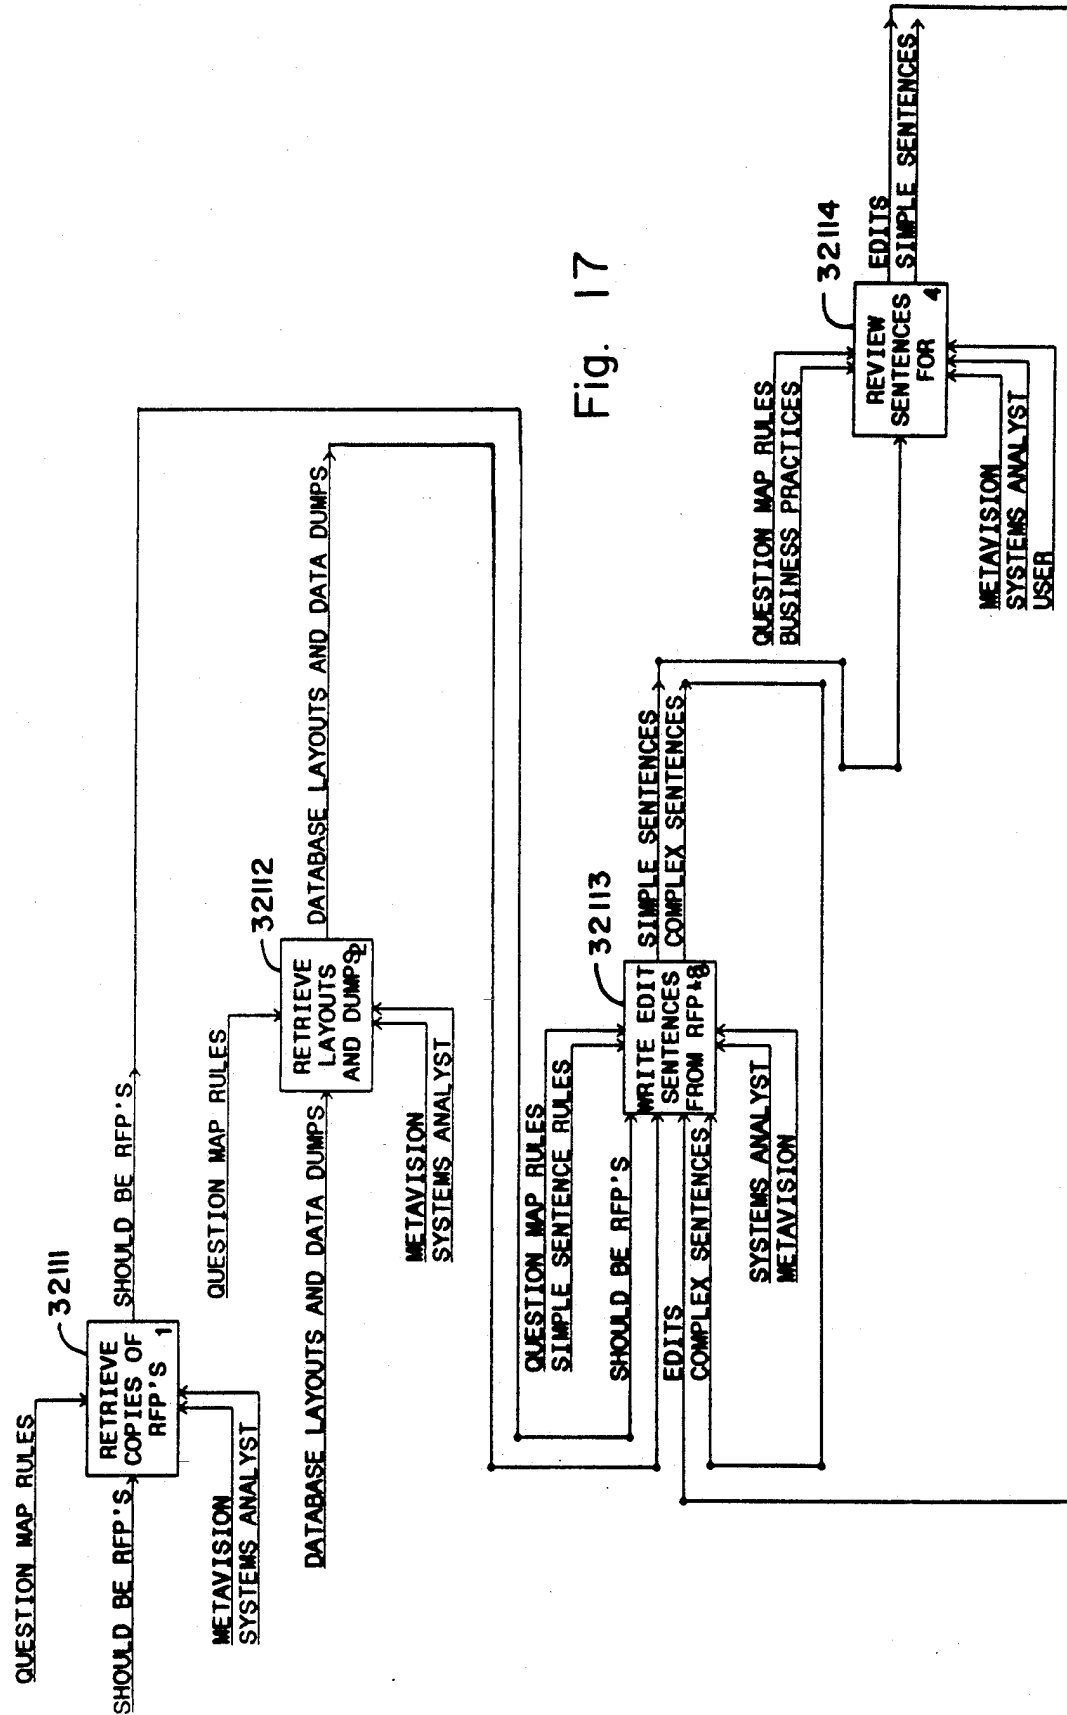 QUESTION MAP RULES
32111
SHOULD BE RFP'S
RETRIEVE
COPIES OF
RFP'S
1
SHOULD BE RFP'S
METAVISION
SYSTEMS ANALYST
QUESTION MAP RULES
32112
DATABASE LAYOUTS AND DATA DUMPS
RETRIEVE
LAYOUTS
AND DUMPS
2
DATABASE LAYOUTS AND DATA DUMPS
METAVISION
SYSTEMS ANALYST
Fig. 17
QUESTION MAP RULES
SIMPLE SENTENCE RULES
SHOULD BE RFP'S
EDITS
COMPLEX SENTENCES
32113
WRITE EDIT
SENTENCES
FROM RFP'S
SIMPLE SENTENCES
COMPLEX SENTENCES
SYSTEMS ANALYST
METAVISION
QUESTION MAP RULES
BUSINESS PRACTICES
32114
REVIEW
SENTENCES
FOR
4
EDITS
SIMPLE SENTENCES
METAVISION
SYSTEMS ANALYST
USER